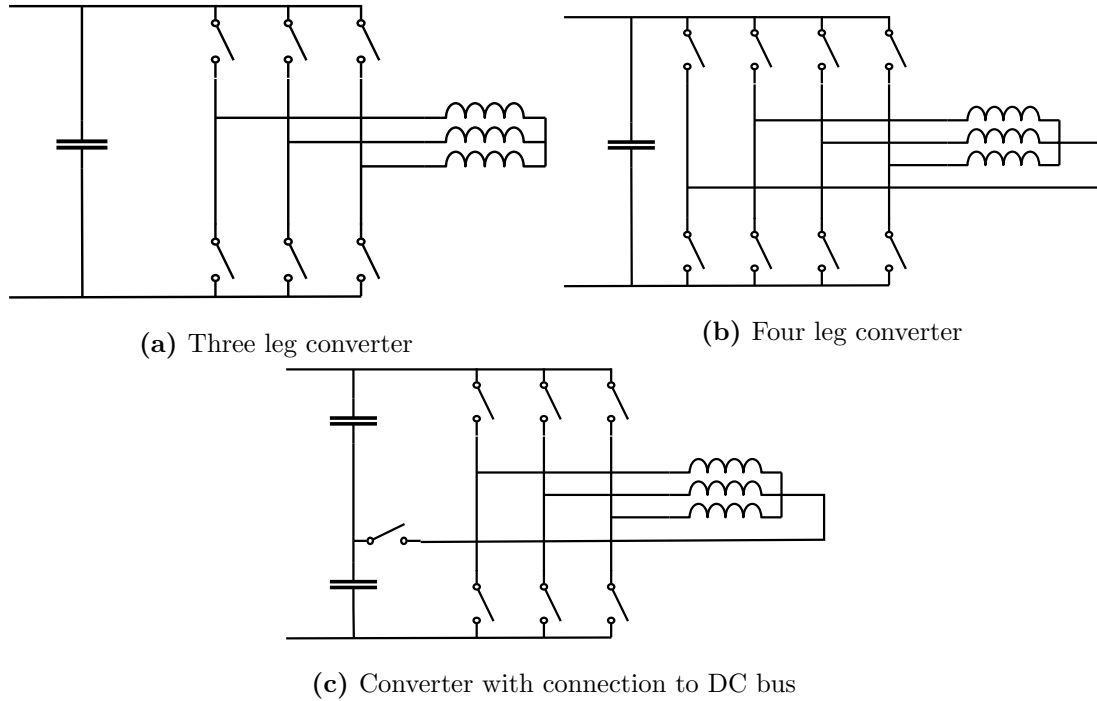 (a) Three leg converter
(b) Four leg converter
(c) Converter with connection to DC bus